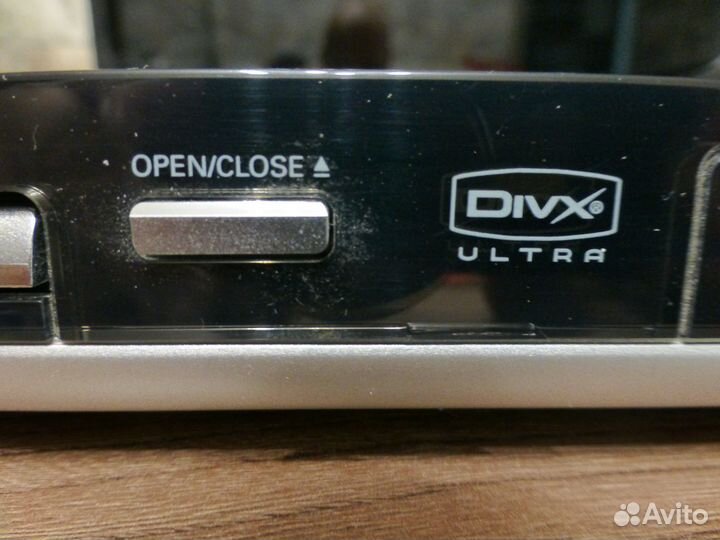 OPEN/CLOSE ⏏
DIVX®
ULTRA
Avito